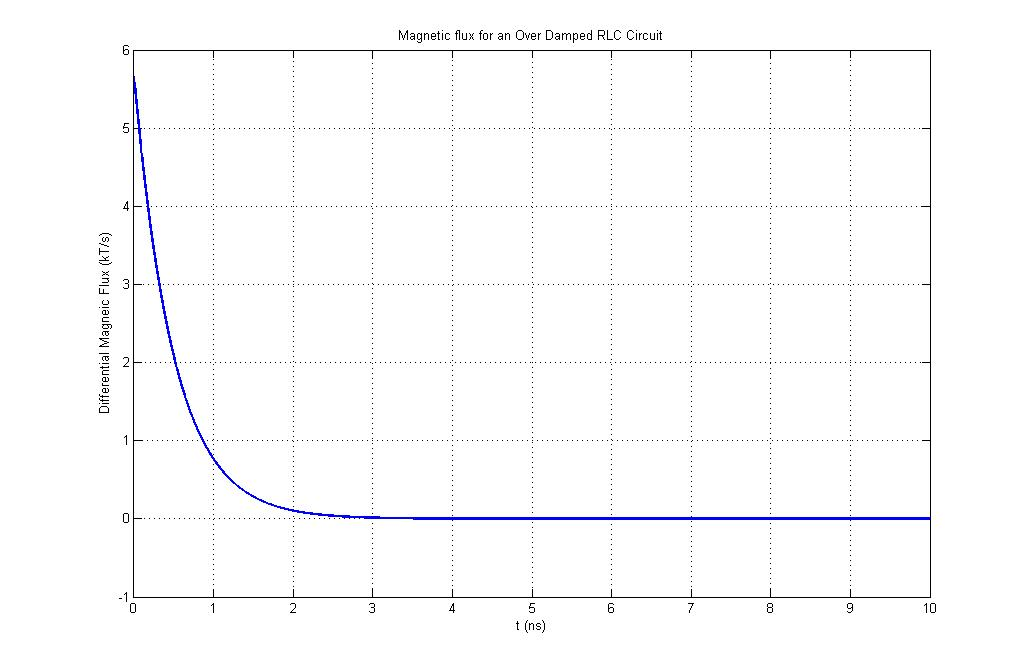 Magnetic flux for an Over Damped RLC Circuit
6
5
4
3
2
1
0
-1
Differential Magneic Flux (kT/s)
0 1 2 3 4 5 6 7 8 9 10
t (ns)